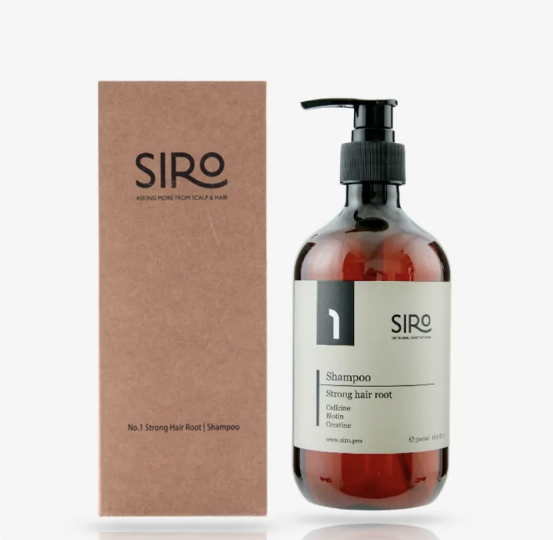 SIRO
ASKING MORE FROM SCALP & HAIR
No.1 Strong Hair Root | Shampoo
1
SIRO
Shampoo
Strong hair root
Caffeine
Biotin
Creatine
www.siro.pro